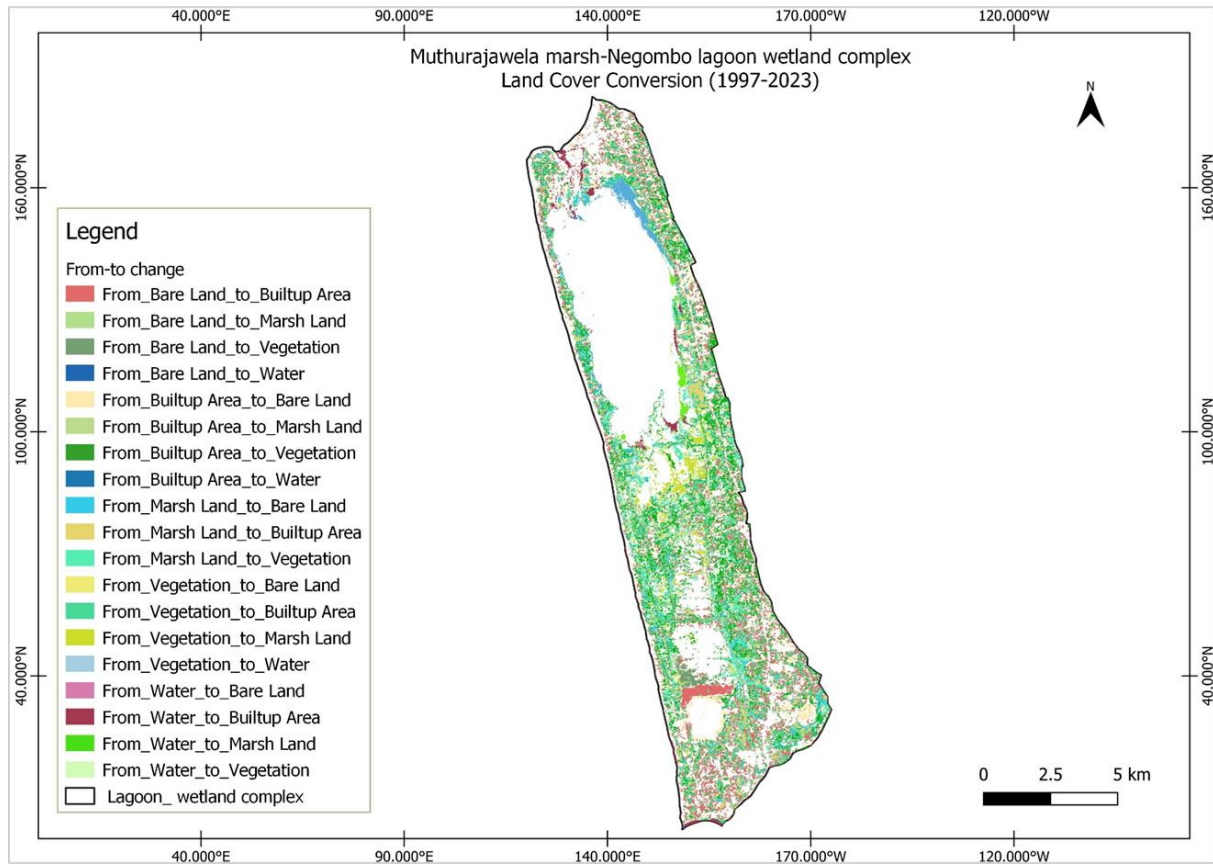 40.000°E 90.000°E 140.000°E 170.000°W 120.000°W
Muthurajawela marsh-Negombo lagoon wetland complex
Land Cover Conversion (1997-2023)
N
160.000°N 160.000°N
Legend
From-to change
From_Bare Land_to_Builtup Area
From_Bare Land_to_Marsh Land
From_Bare Land_to_Vegetation
From_Bare Land_to_Water
From_Builtup Area_to_Bare Land
From_Builtup Area_to_Marsh Land
From_Builtup Area_to_Vegetation
From_Builtup Area_to_Water
From_Marsh Land_to_Bare Land
From_Marsh Land_to_Builtup Area
From_Marsh Land_to_Vegetation
From_Vegetation_to_Bare Land
From_Vegetation_to_Builtup Area
From_Vegetation_to_Marsh Land
From_Vegetation_to_Water
From_Water_to_Bare Land
From_Water_to_Builtup Area
From_Water_to_Marsh Land
From_Water_to_Vegetation
Lagoon_ wetland complex
100.000°N 100.000°N
40.000°N 40.000°N
0 2.5 5 km
40.000°E 90.000°E 140.000°E 170.000°W 120.000°W